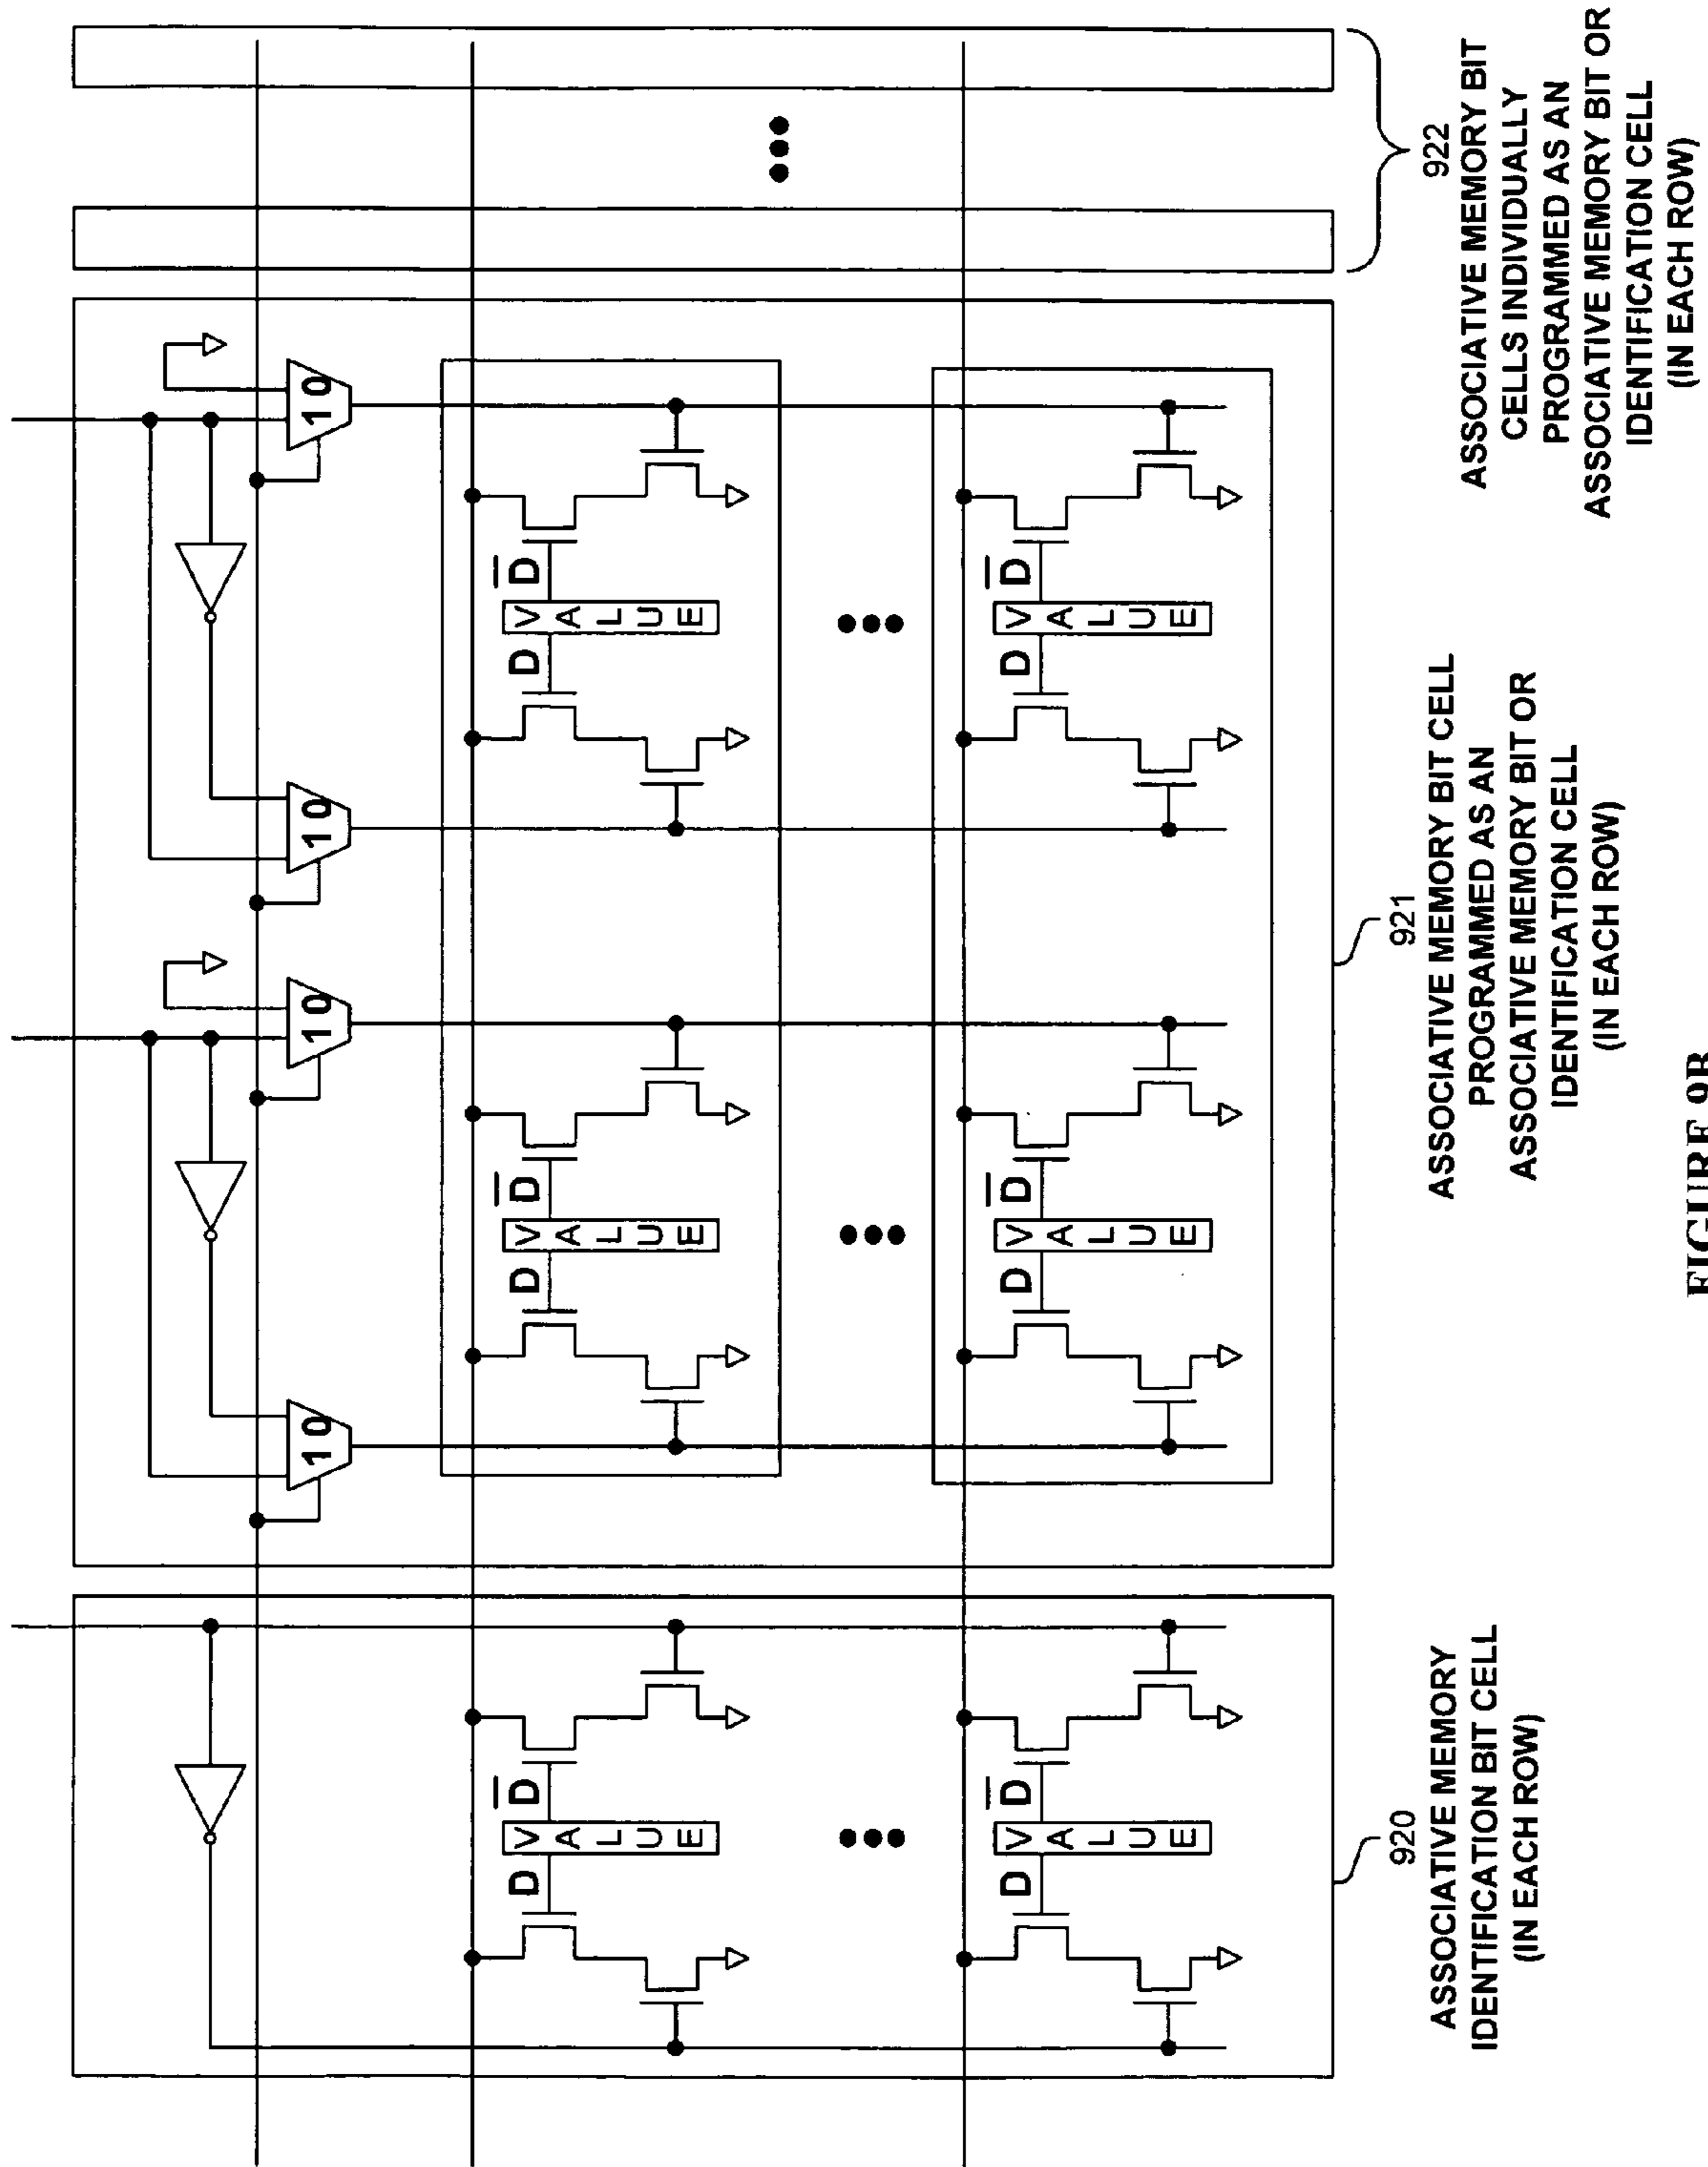 1 0
1 0
1 0
1 0
D VALUE D̅
D VALUE D̅
D VALUE D̅
D VALUE D̅
D VALUE D̅
D VALUE D̅
920
ASSOCIATIVE MEMORY
IDENTIFICATION BIT CELL
(IN EACH ROW)
921
ASSOCIATIVE MEMORY BIT CELL
PROGRAMMED AS AN
ASSOCIATIVE MEMORY BIT OR
IDENTIFICATION CELL
(IN EACH ROW)
922
ASSOCIATIVE MEMORY BIT
CELLS INDIVIDUALLY
PROGRAMMED AS AN
ASSOCIATIVE MEMORY BIT OR
IDENTIFICATION CELL
(IN EACH ROW)
FIGURE 9B